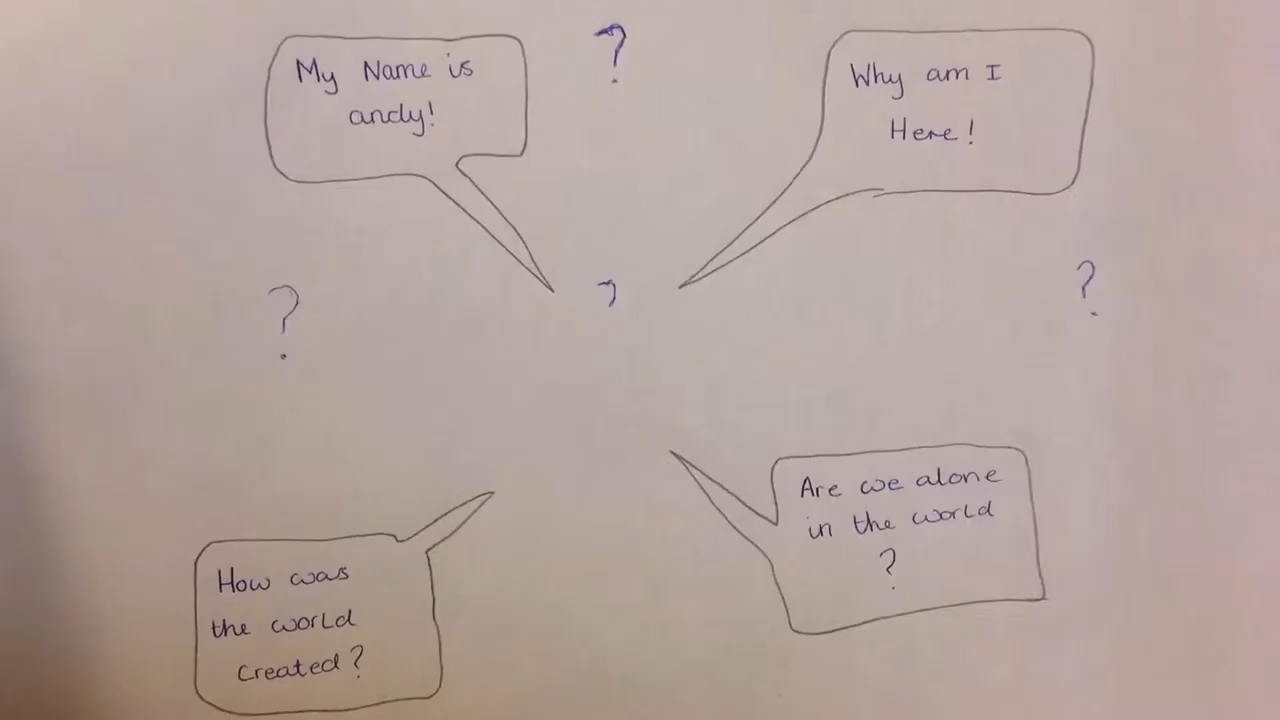 My Name is
andy!
?
Why am I
Here!
?
?
How was
the world
created?
Are we alone
in the world
?